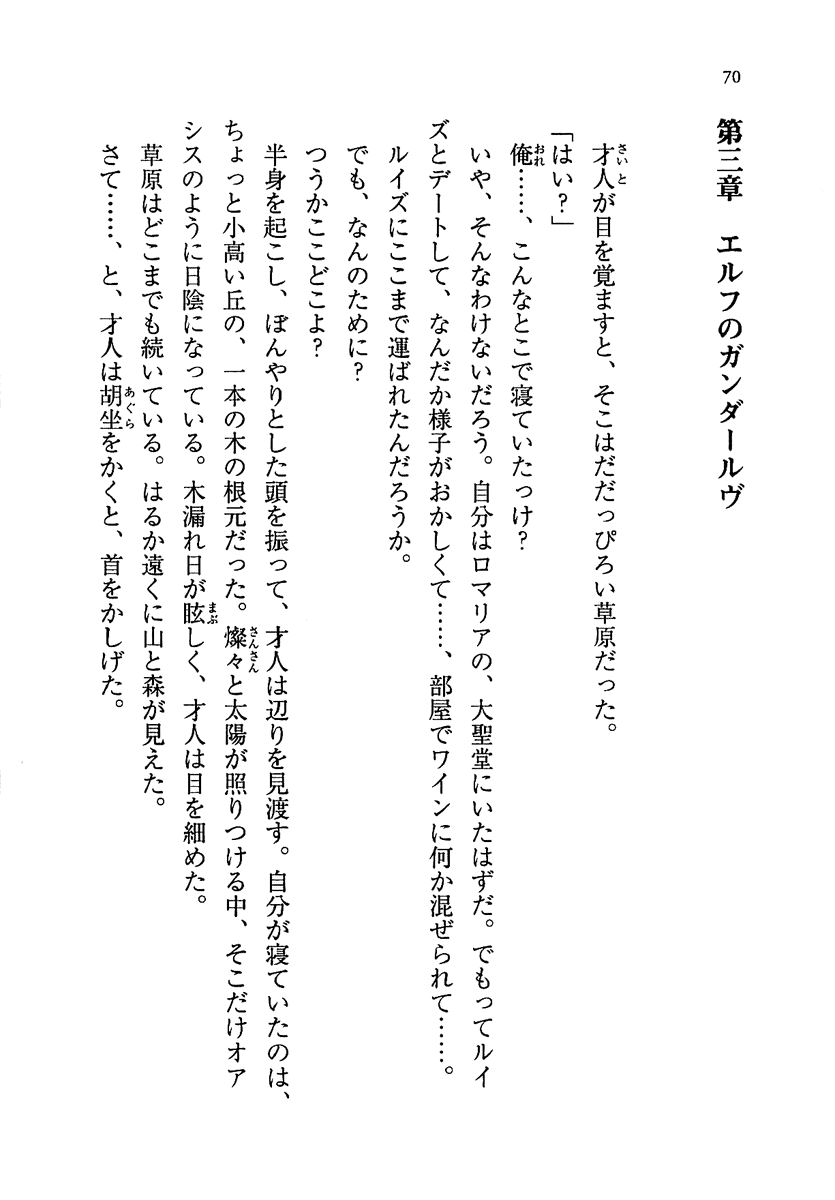 70
第三章　エルフのガンダールヴ
才人が目を覚ますと、そこはだだっぴろい草原だった。
「はい？」
俺……、こんなとこで寝ていたっけ？
いや、そんなわけないだろう。自分はロマリアの、大聖堂にいたはずだ。でもってルイ
ズとデートして、なんだか様子がおかしくて……、部屋でワインに何か混ぜられて……。
ルイズにここまで運ばれたんだろうか。
でも、なんのために？
つうかここどこよ？
半身を起こし、ぼんやりとした頭を振って、才人は辺りを見渡す。自分が寝ていたのは、
ちょっと小高い丘の、一本の木の根元だった。燦々と太陽が照りつける中、そこだけオア
シスのように日陰になっている。木漏れ日が眩しく、才人は目を細めた。
草原はどこまでも続いている。はるか遠くに山と森が見えた。
さて……、と、才人は胡坐をかくと、首をかしげた。